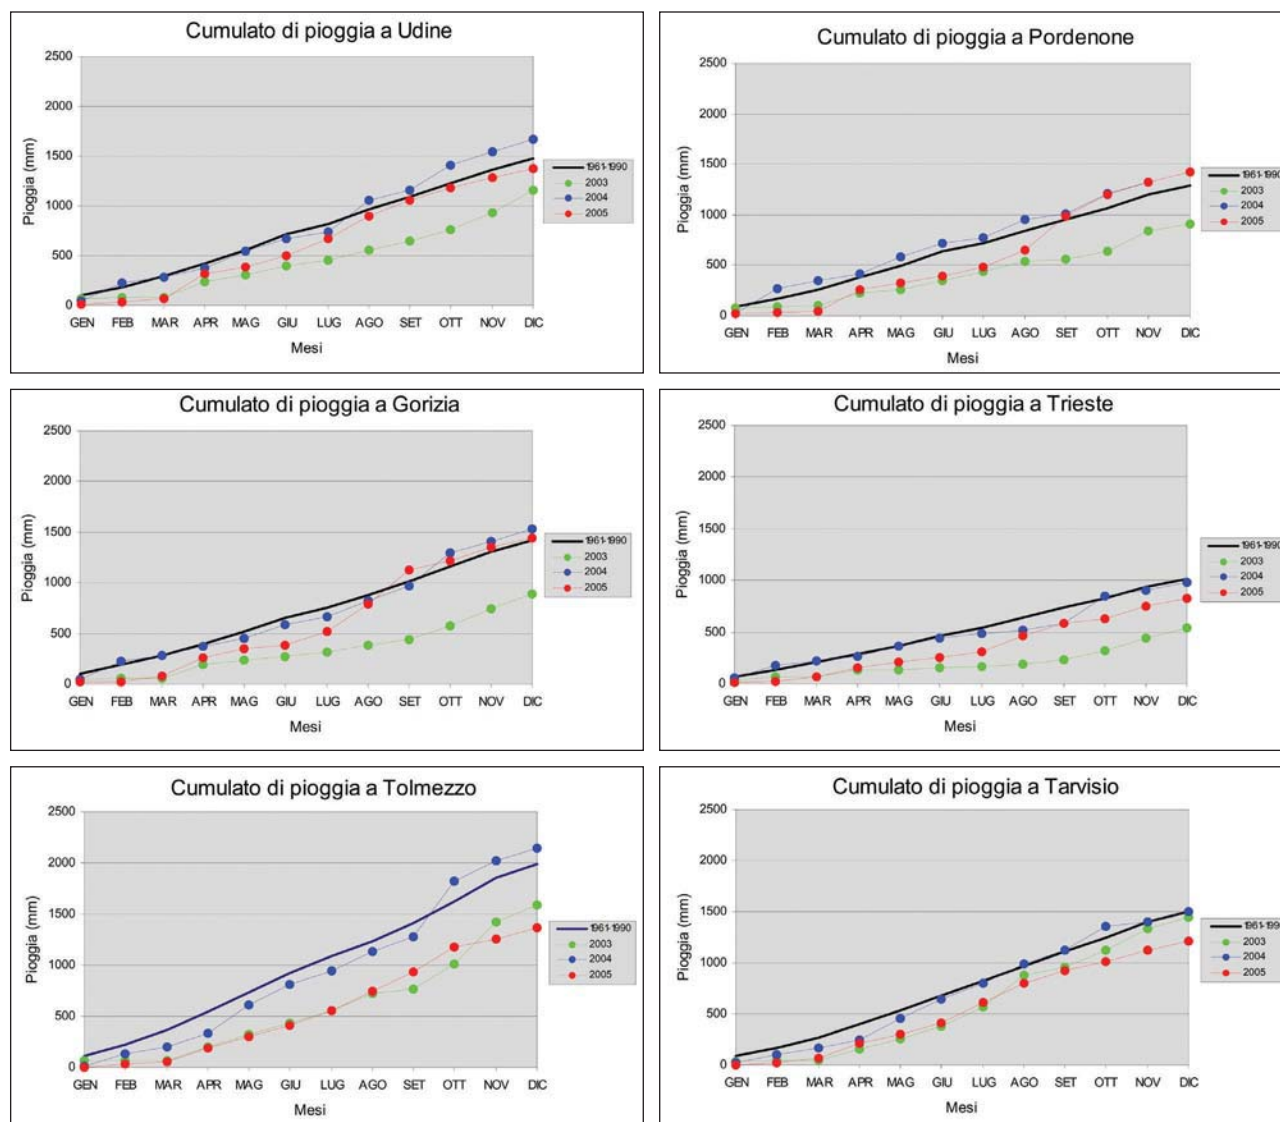 Cumulato di pioggia a Udine
2500
2000
1500
1000
500
0
Pioggia (mm)
GEN FEB MAR APR MAG GIU LUG AGO SET OTT NOV DIC
Mesi
1961-1990
2003
2004
2005
Cumulato di pioggia a Pordenone
2500
2000
1500
1000
500
0
Pioggia (mm)
GEN FEB MAR APR MAG GIU LUG AGO SET OTT NOV DIC
Mesi
1961-1990
2003
2004
2005
Cumulato di pioggia a Gorizia
2500
2000
1500
1000
500
0
Pioggia (mm)
GEN FEB MAR APR MAG GIU LUG AGO SET OTT NOV DIC
Mesi
1961-1990
2003
2004
2005
Cumulato di pioggia a Trieste
2500
2000
1500
1000
500
0
Pioggia (mm)
GEN FEB MAR APR MAG GIU LUG AGO SET OTT NOV DIC
Mesi
1961-1990
2003
2004
2005
Cumulato di pioggia a Tolmezzo
2500
2000
1500
1000
500
0
Pioggia (mm)
GEN FEB MAR APR MAG GIU LUG AGO SET OTT NOV DIC
Mesi
1961-1990
2003
2004
2005
Cumulato di pioggia a Tarvisio
2500
2000
1500
1000
500
0
Pioggia (mm)
GEN FEB MAR APR MAG GIU LUG AGO SET OTT NOV DIC
Mesi
1961-1990
2003
2004
2005